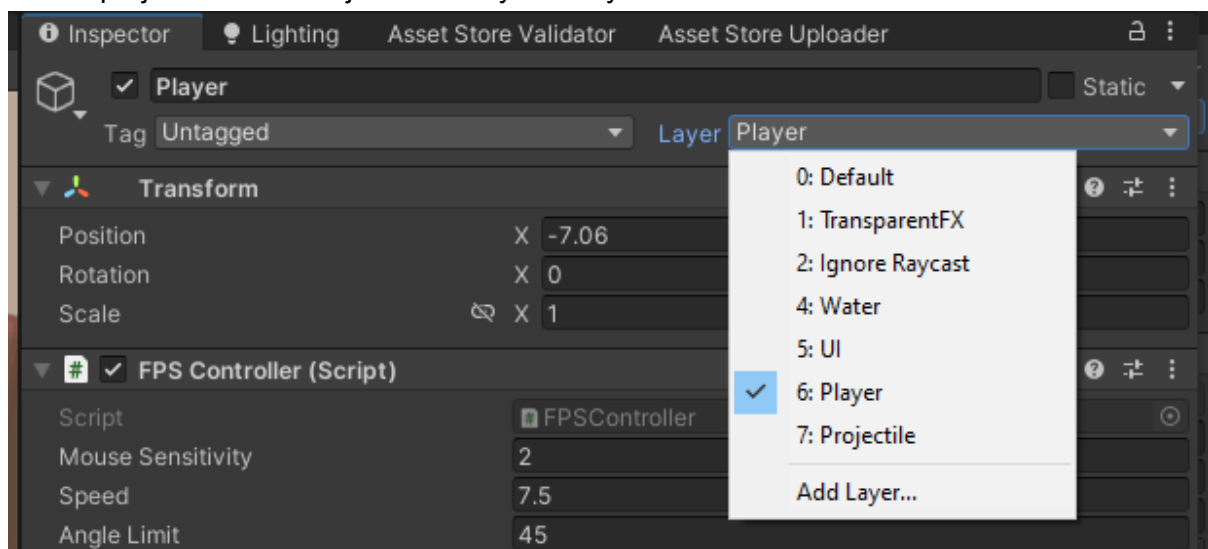 Inspector Lighting Asset Store Validator Asset Store Uploader
Player Static
Tag Untagged Layer Player
0: Default
Transform
1: TransparentFX
Position X -7.06
2: Ignore Raycast
Rotation X 0
4: Water
Scale X 1
5: UI
# FPS Controller (Script)
6: Player
Script # FPSController
7: Projectile
Mouse Sensitivity 2
Speed 7.5
Add Layer...
Angle Limit 45